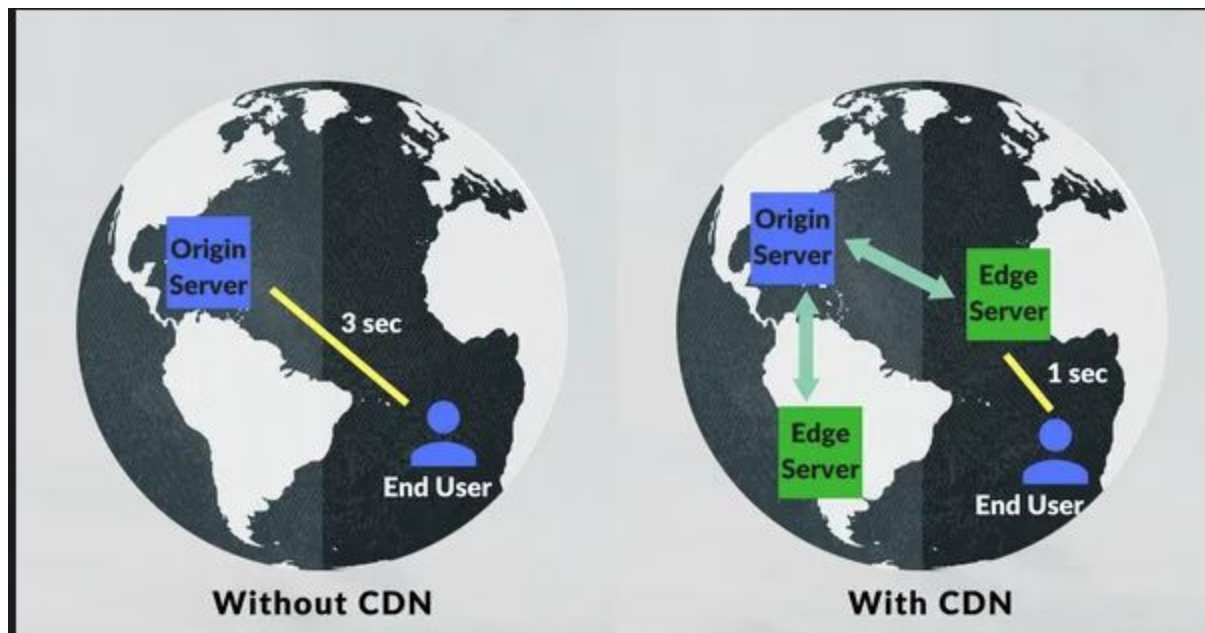 Origin
Server
3 sec
End User
Without CDN
Origin
Server
Edge
Server
1 sec
Edge
Server
End User
With CDN